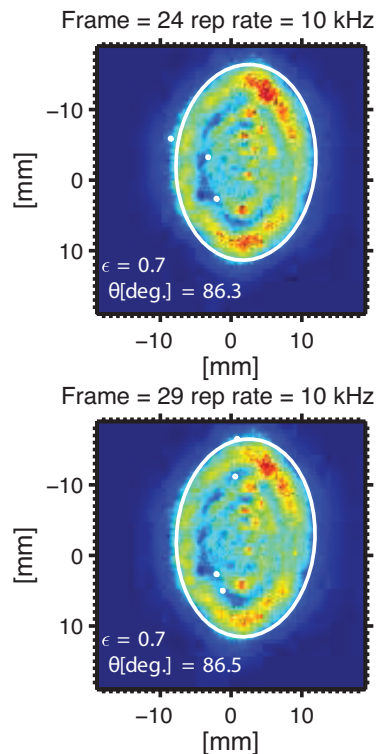 Frame = 24 rep rate = 10 kHz
−10
0
10
[mm]
ϵ = 0.7
θ[deg.] = 86.3
−10 0 10
[mm]
Frame = 29 rep rate = 10 kHz
−10
0
10
[mm]
ϵ = 0.7
θ[deg.] = 86.5
−10 0 10
[mm]